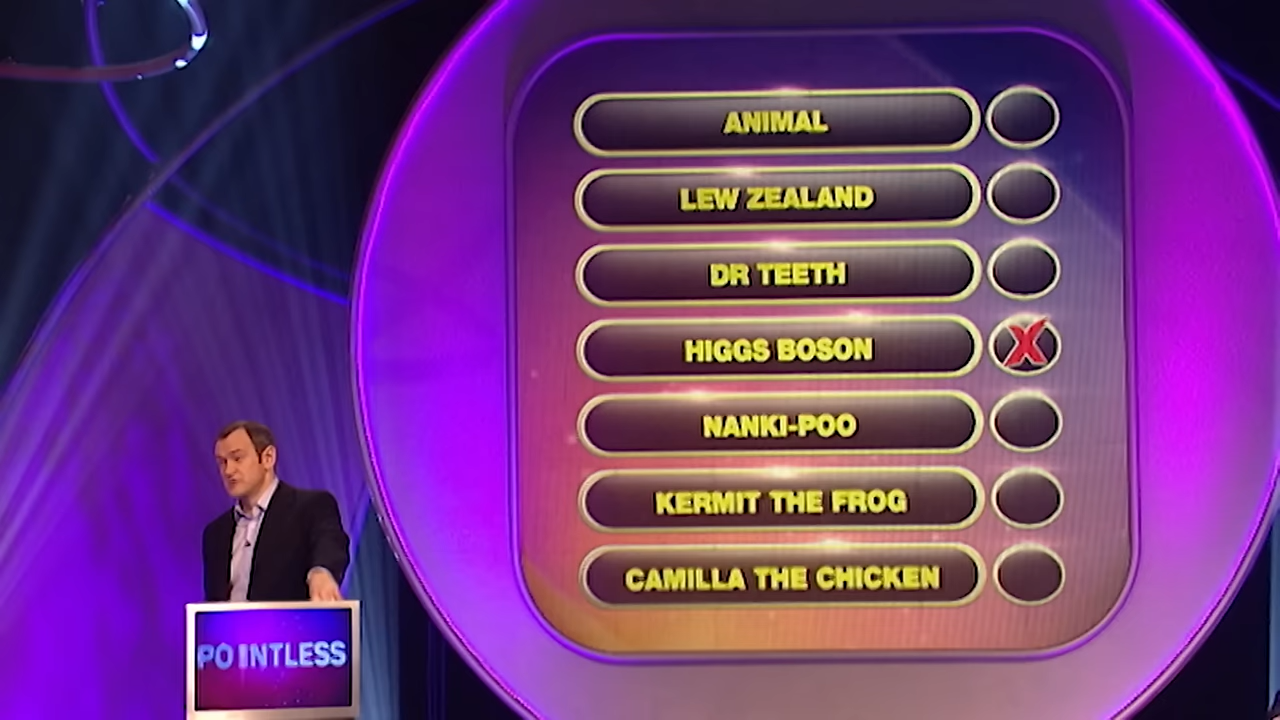 ANIMAL
LEW ZEALAND
DR TEETH
HIGGS BOSON
X
NANKI-POO
KERMIT THE FROG
CAMILLA THE CHICKEN
POINTLESS